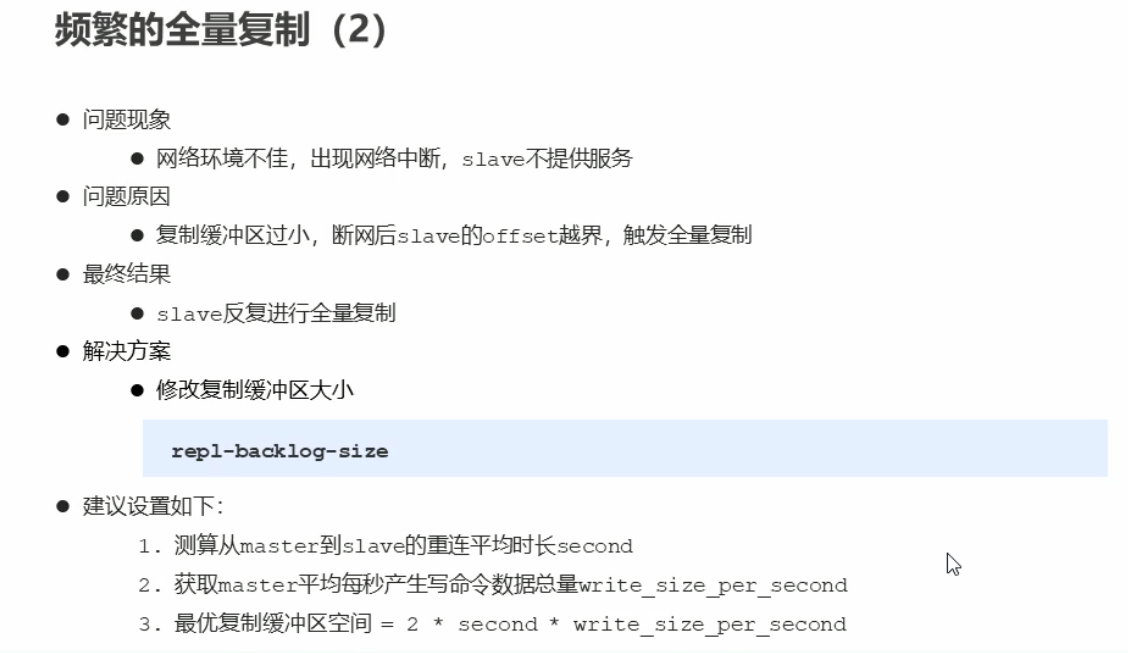 频繁的全量复制（2）
● 问题现象
● 网络环境不佳，出现网络中断，slave不提供服务
● 问题原因
● 复制缓冲区过小，断网后slave的offset越界，触发全量复制
● 最终结果
● slave反复进行全量复制
● 解决方案
● 修改复制缓冲区大小
repl-backlog-size
● 建议设置如下：
1. 测算从master到slave的重连平均时长second
2. 获取master平均每秒产生写命令数据总量write_size_per_second
3. 最优复制缓冲区空间 = 2 * second * write_size_per_second